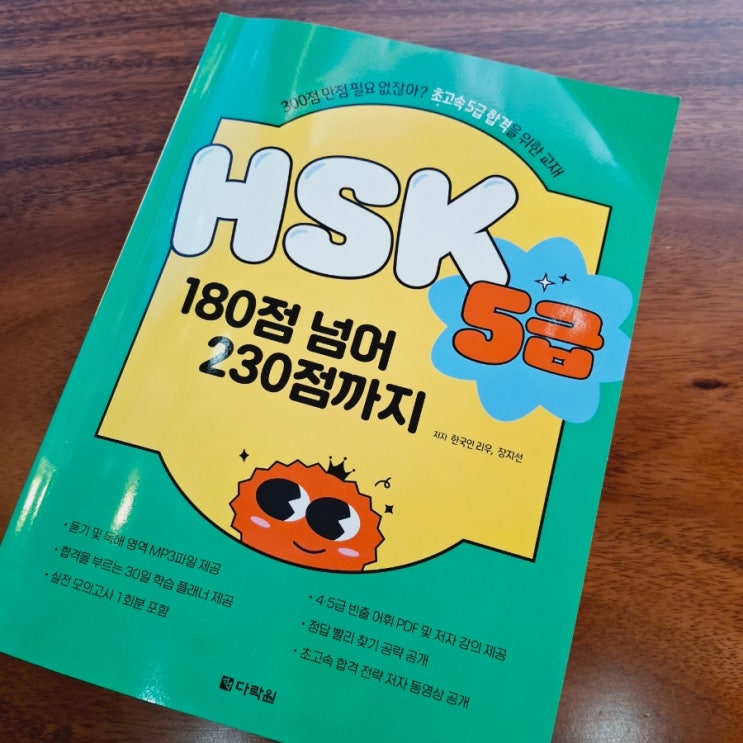 300점 만점 필요 없잖아? 초고속 5급 합격을 위한 교재
HSK
5급
180점 넘어
230점까지
저자 한국인 리우, 장지선
• 듣기 및 독해 영역 MP3파일 제공
• 합격을 부르는 30일 학습 플래너 제공
• 실전 모의고사 1회분 포함
• 4·5급 빈출 어휘 PDF 및 저자 강의 제공
• 정답 빨리 찾기 공략 공개
• 초고속 합격 전략 저자 동영상 공개
다락원